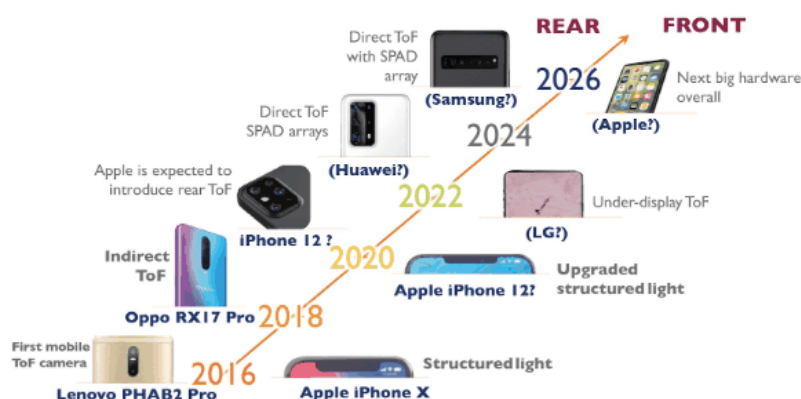 Direct ToF
with SPAD
array
REAR
FRONT
(Samsung?)
2026
Next big hardware
overall
(Apple?)
Direct ToF
SPAD arrays
2024
(Huawei?)
Apple is expected to
introduce rear ToF
2022
Under-display ToF
(LG?)
iPhone 12 ?
2020
Indirect
ToF
Apple iPhone 12?
Upgraded
structured light
Oppo RX17 Pro
2018
First mobile
ToF camera
2016
Structured light
Lenovo PHAB2 Pro
Apple iPhone X